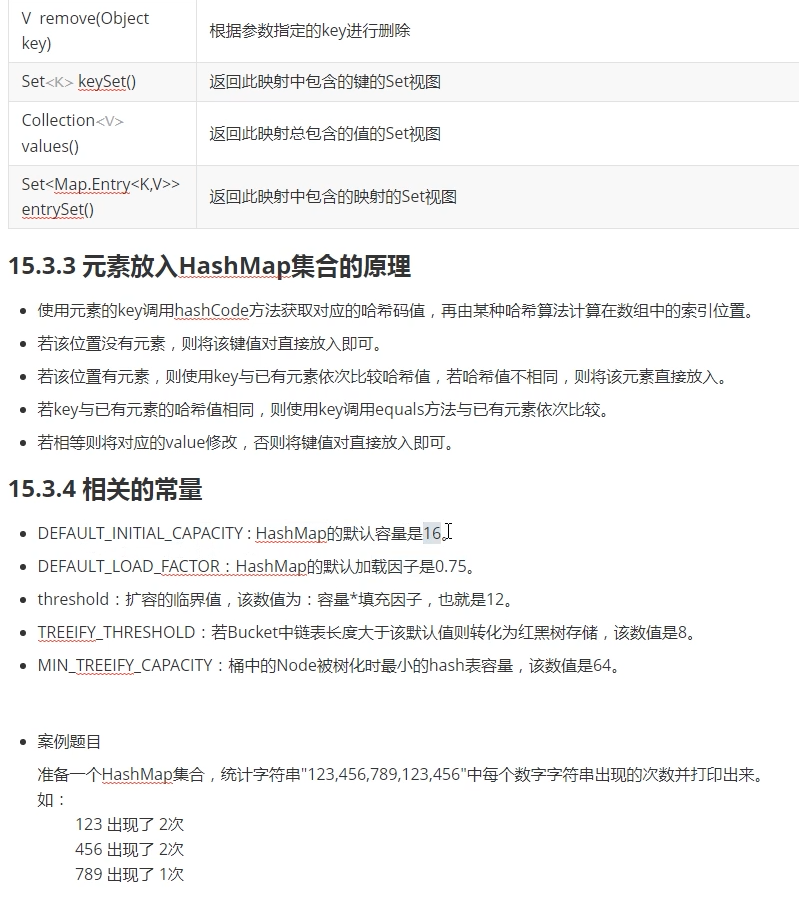 V remove(Object
key)
根据参数指定的key进行删除
Set<K> keySet()
返回此映射中包含的键的Set视图
Collection<V>
values()
返回此映射总包含的值的Set视图
Set<Map.Entry<K,V>>
entrySet()
返回此映射中包含的映射的Set视图
15.3.3 元素放入HashMap集合的原理
使用元素的key调用hashCode方法获取对应的哈希码值，再由某种哈希算法计算在数组中的索引位置。
若该位置没有元素，则将该键值对直接放入即可。
若该位置有元素，则使用key与已有元素依次比较哈希值，若哈希值不相同，则将该元素直接放入。
若key与已有元素的哈希值相同，则使用key调用equals方法与已有元素依次比较。
若相等则将对应的value修改，否则将键值对直接放入即可。
15.3.4 相关的常量
DEFAULT_INITIAL_CAPACITY : HashMap的默认容量是16。
DEFAULT_LOAD_FACTOR：HashMap的默认加载因子是0.75。
threshold：扩容的临界值，该数值为：容量*填充因子，也就是12。
TREEIFY_THRESHOLD：若Bucket中链表长度大于该默认值则转化为红黑树存储，该数值是8。
MIN_TREEIFY_CAPACITY：桶中的Node被树化时最小的hash表容量，该数值是64。
案例题目
准备一个HashMap集合，统计字符串"123,456,789,123,456"中每个数字字符串出现的次数并打印出来。
如：
123 出现了 2次
456 出现了 2次
789 出现了 1次